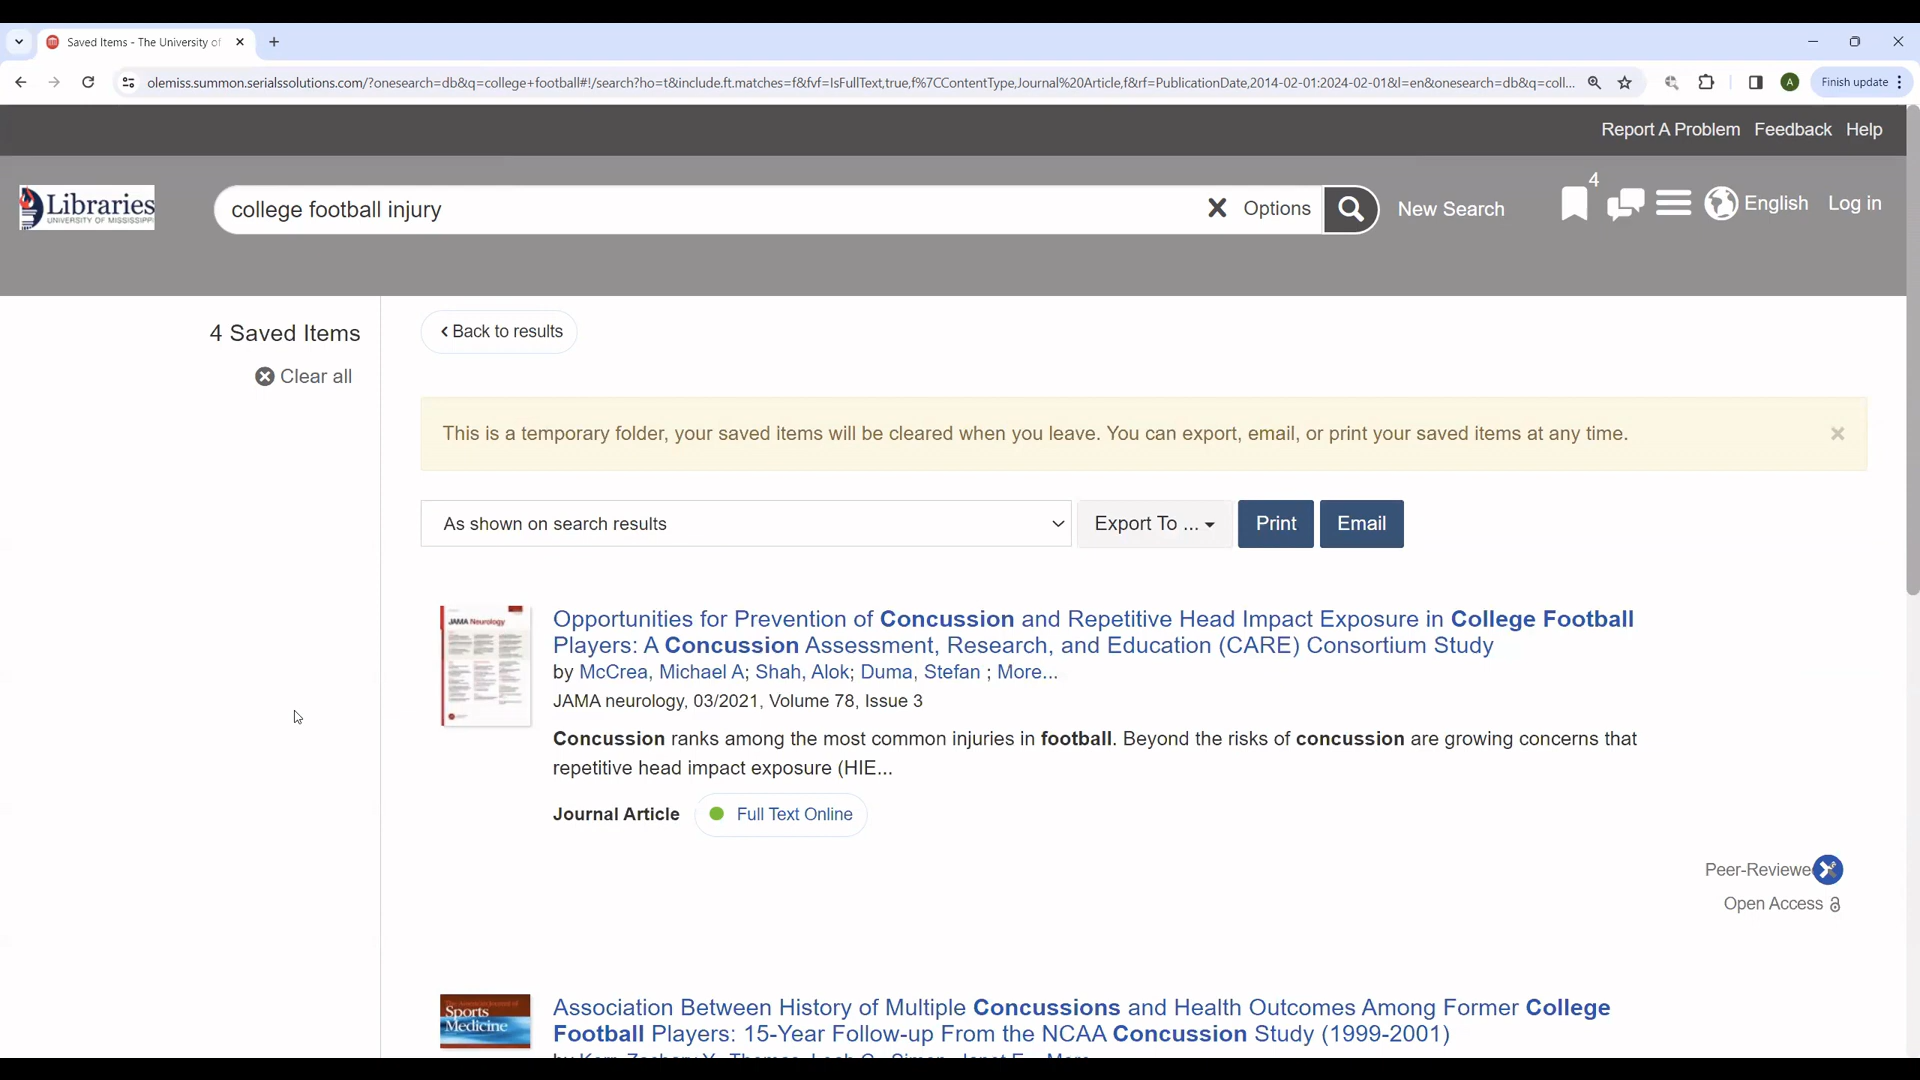 Saved Items - The University of
olemiss.summon.serialssolutions.com/?onesearch=db&q=college+football#!/search?ho=t&include.ft.matches=f&fvf=IsFullText,true,f%7CContentType,Journal%20Article,f&rf=PublicationDate,2014-02-01:2024-02-01&l=en&onesearch=db&q=coll...
A
Finish update
Report A Problem
Feedback
Help
Libraries
UNIVERSITY OF MISSISSIPPI
college football injury
Options
New Search
4
English
Log in
4 Saved Items
Clear all
Back to results
This is a temporary folder, your saved items will be cleared when you leave. You can export, email, or print your saved items at any time.
As shown on search results
Export To ...
Print
Email
JAMA Neurology
Opportunities for Prevention of Concussion and Repetitive Head Impact Exposure in College Football
Players: A Concussion Assessment, Research, and Education (CARE) Consortium Study
by McCrea, Michael A; Shah, Alok; Duma, Stefan ; More...
JAMA neurology, 03/2021, Volume 78, Issue 3
Concussion ranks among the most common injuries in football. Beyond the risks of concussion are growing concerns that
repetitive head impact exposure (HIE...
Journal Article
Full Text Online
Peer-Reviewe
Open Access
The American Journal of
Sports
Medicine
Association Between History of Multiple Concussions and Health Outcomes Among Former College
Football Players: 15-Year Follow-up From the NCAA Concussion Study (1999-2001)